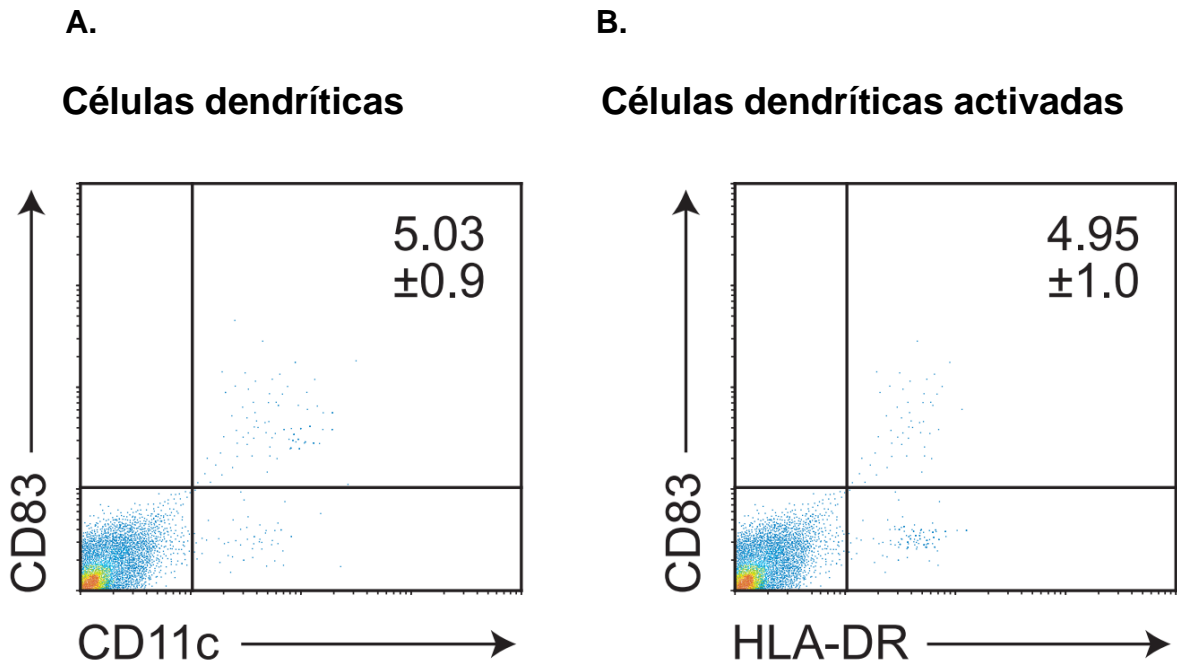 A.
Células dendríticas
5.03
±0.9
CD83
CD11c
B.
Células dendríticas activadas
4.95
±1.0
CD83
HLA-DR